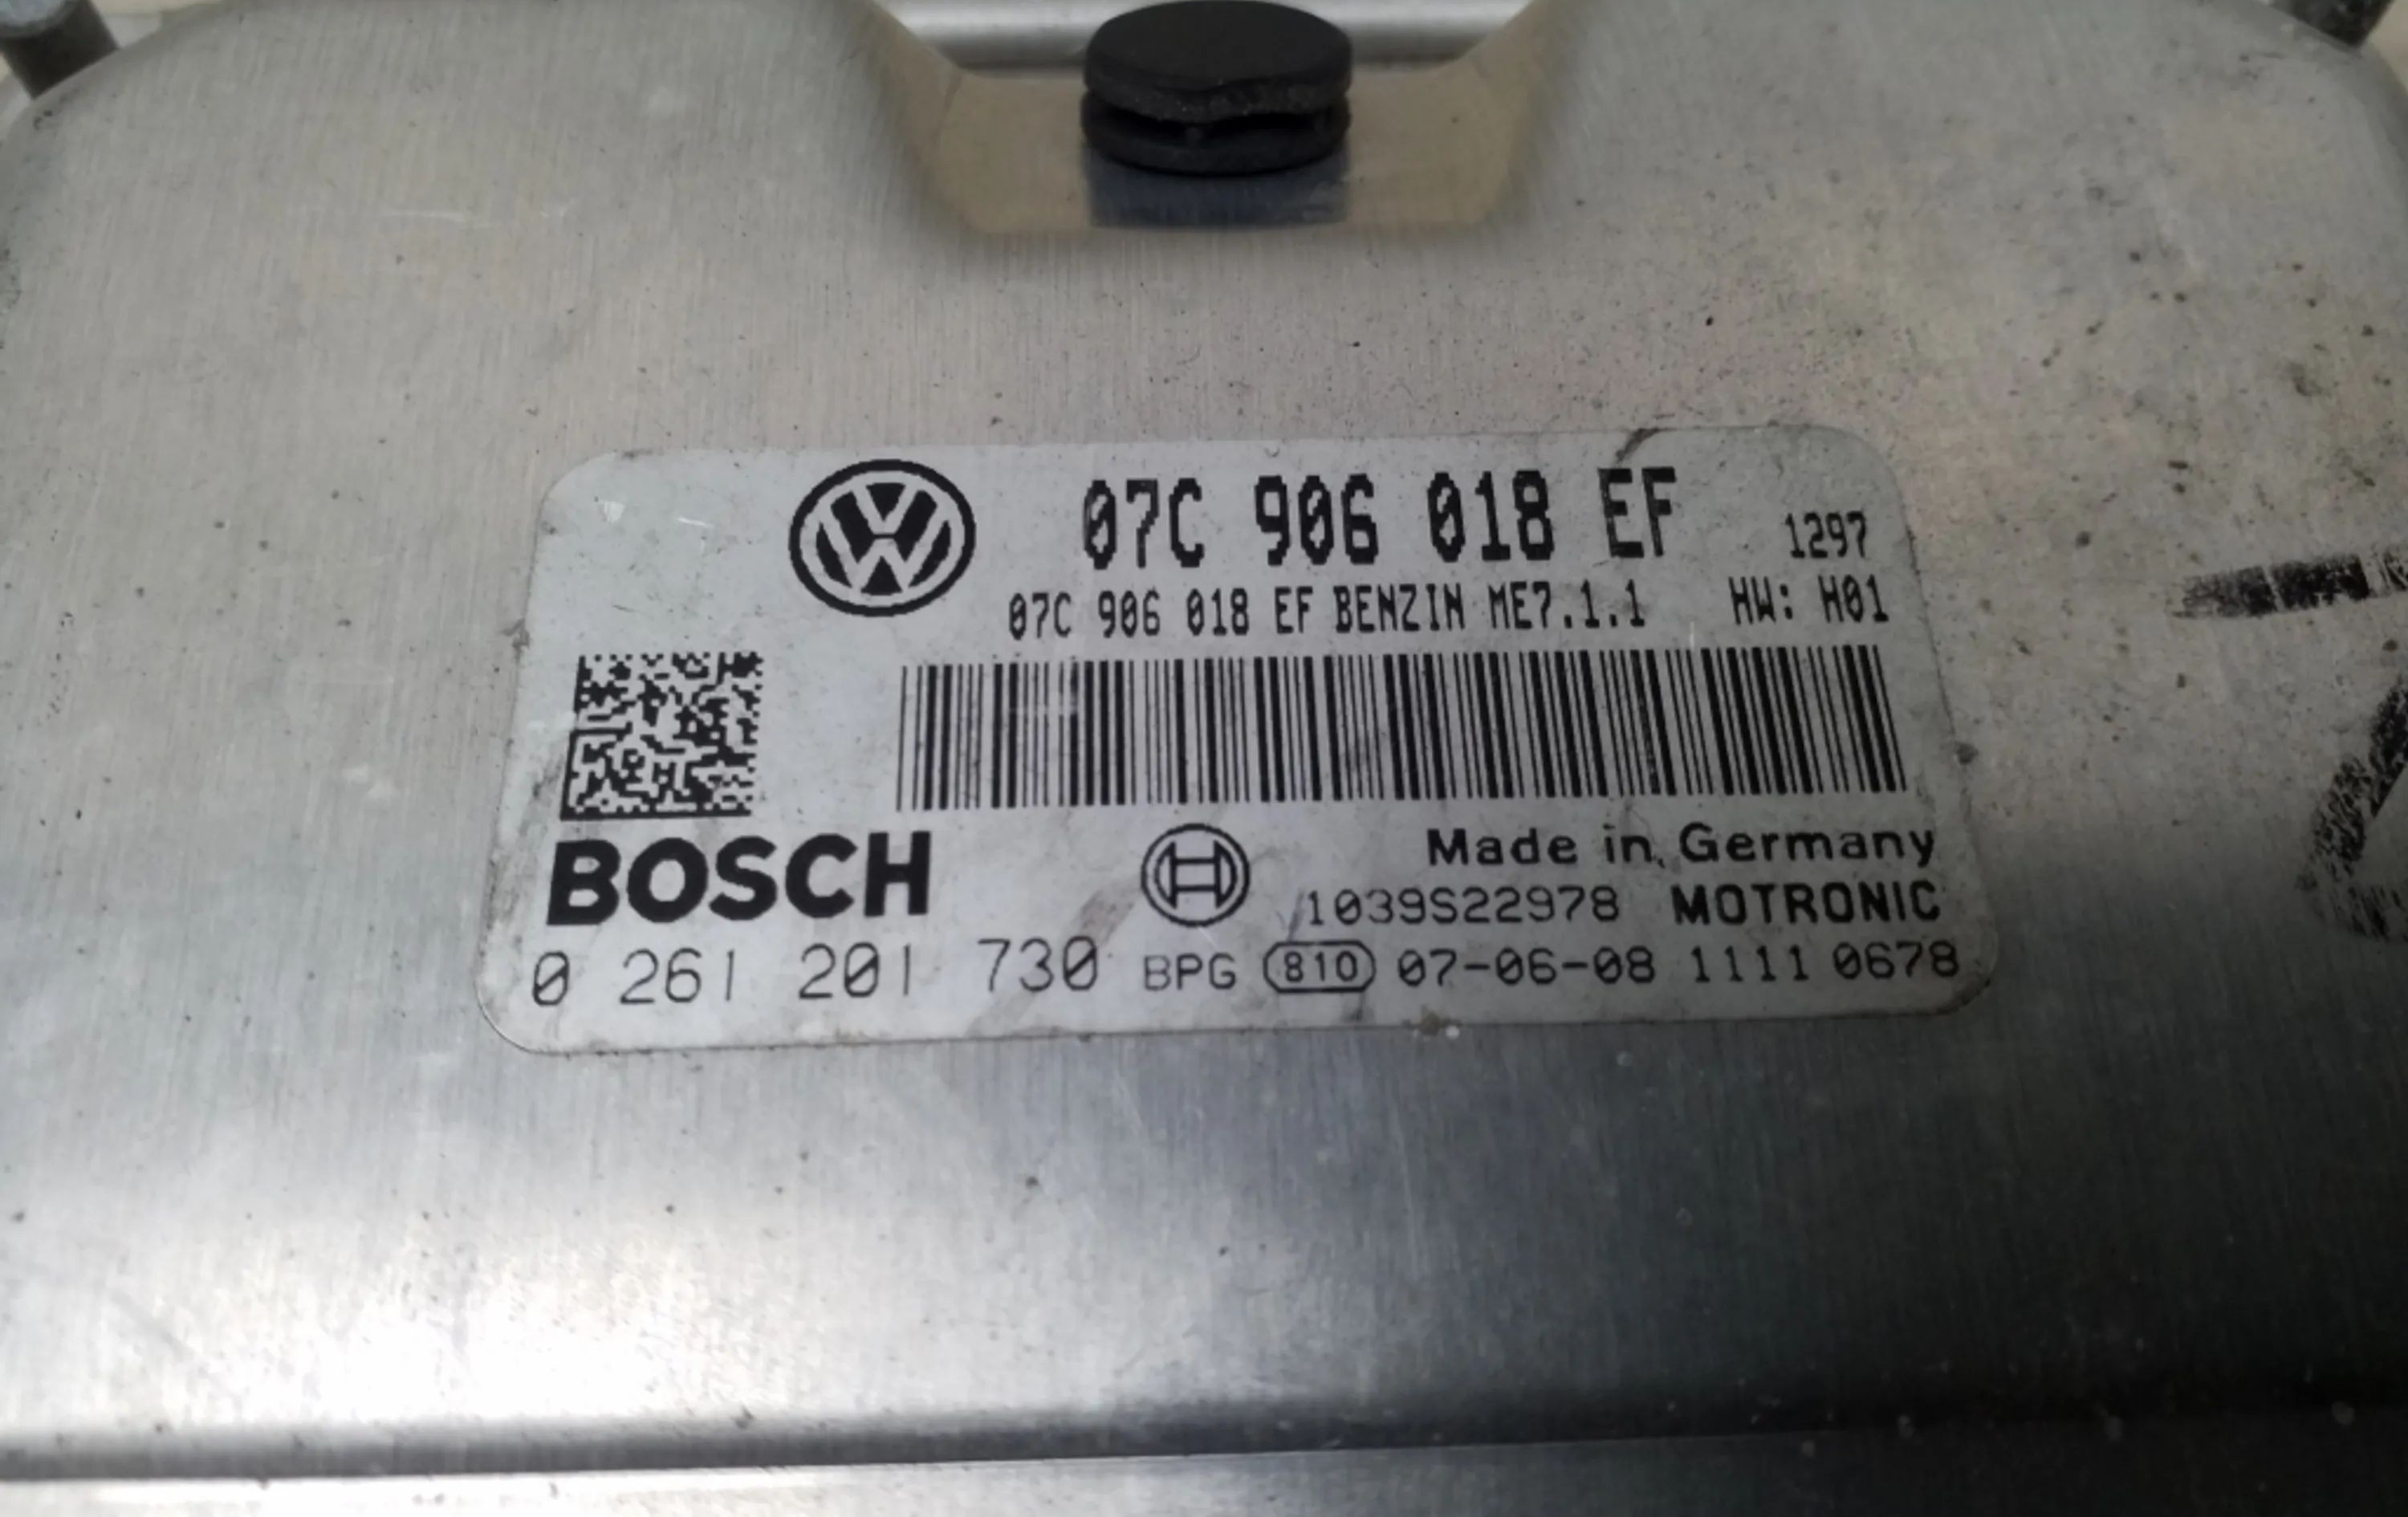 07C 906 018 EF 1297
07C 906 018 EF BENZIN ME7.1.1 HW: H01
BOSCH
Made in Germany
1039S22978 MOTRONIC
0 261 201 730 BPG 810 07-06-08 1111 0678